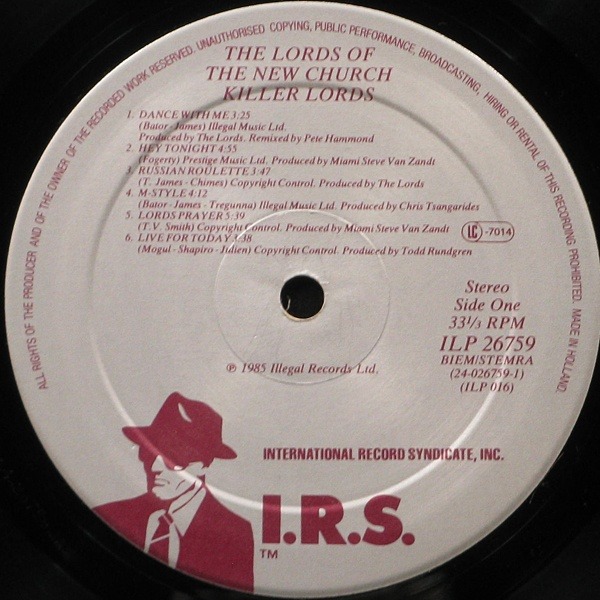 ALL RIGHTS OF THE PRODUCER AND OF THE OWNER OF THE RECORDED WORK RESERVED. UNAUTHORISED COPYING, PUBLIC PERFORMANCE, BROADCASTING, HIRING OR RENTAL OF THIS RECORDING PROHIBITED. MADE IN HOLLAND.
THE LORDS OF
THE NEW CHURCH
KILLER LORDS
1. DANCE WITH ME 3:25
(Bator - James) Illegal Music Ltd.
Produced by The Lords. Remixed by Pete Hammond
2. HEY TONIGHT 4:55
(Fogerty) Prestige Music Ltd. Produced by Miami Steve Van Zandt
3. RUSSIAN ROULETTE 3:47
(T. James - Chimes) Copyright Control. Produced by The Lords
4. M-STYLE 4:12
(Bator - James - Tregunna) Illegal Music Ltd. Produced by Chris Tsangarides
5. LORDS PRAYER 5:39
(T.V. Smith) Copyright Control. Produced by Miami Steve Van Zandt
LC -7014
6. LIVE FOR TODAY 3:38
(Mogul - Shapiro - Julien) Copyright Control. Produced by Todd Rundgren
Stereo
Side One
33⅓ RPM
ILP 26759
BIEM/STEMRA
(24-026759-1)
(ILP 016)
℗ 1985 Illegal Records Ltd.
INTERNATIONAL RECORD SYNDICATE, INC.
I.R.S.
TM